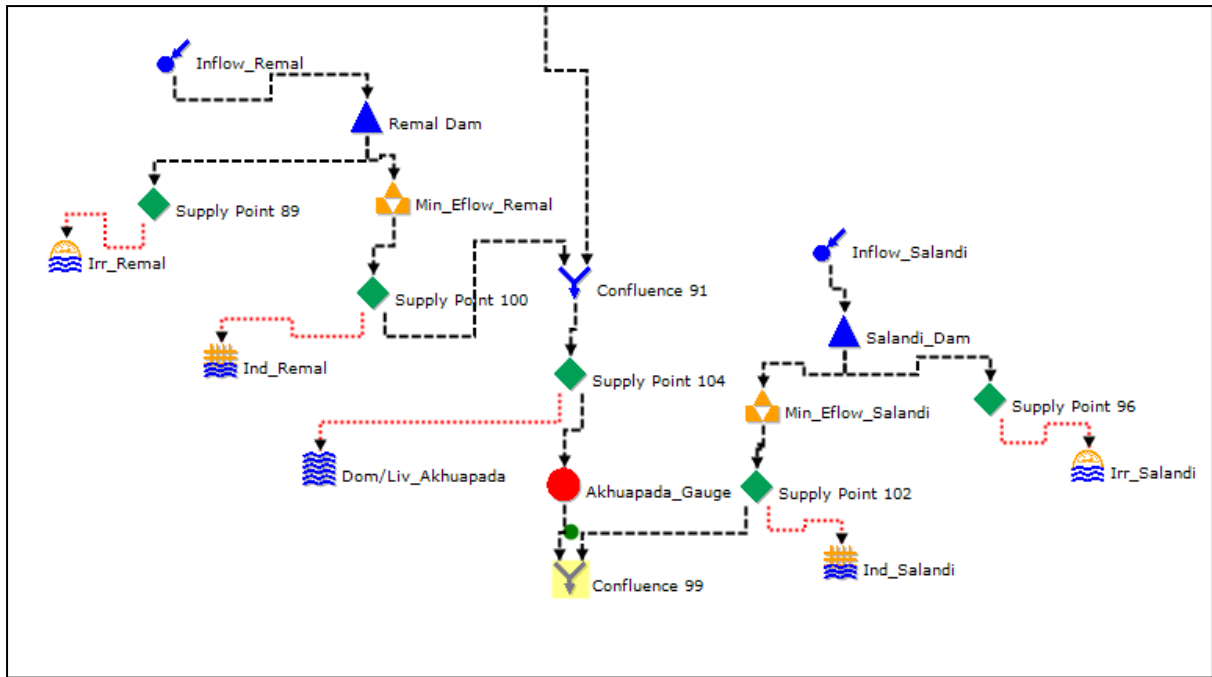 Inflow_Remal
Remal Dam
Supply Point 89
Min_Eflow_Remal
Irr_Remal
Inflow_Salandi
Supply Point 100
Confluence 91
Salandi_Dam
Ind_Remal
Supply Point 104
Min_Eflow_Salandi
Supply Point 96
Dom/Liv_Akhuapada
Akhuapada_Gauge
Supply Point 102
Irr_Salandi
Ind_Salandi
Confluence 99